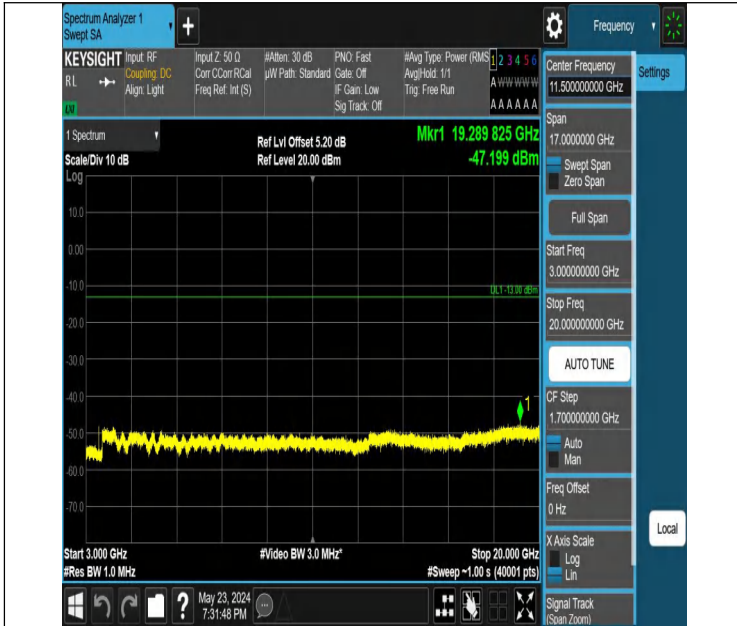 Spectrum Analyzer 1
Swept SA
Frequency
KEYSIGHT
RL
Input: RF
Coupling: DC
Align: Light
Input Z: 50 Ω
Corr CCorr RCal
Freq Ref: Int (S)
#Atten: 30 dB
µW Path: Standard
PNO: Fast
Gate: Off
IF Gain: Low
Sig Track: Off
#Avg Type: Power (RMS
Avg|Hold: 1/1
Trig: Free Run
1 2 3 4 5 6
A W W W W W
A A A A A A
1 Spectrum
Scale/Div 10 dB
Ref Lvl Offset 5.20 dB
Ref Level 20.00 dBm
Mkr1 19.289 825 GHz
-47.199 dBm
Log
10.0
0.00
-10.0
-20.0
-30.0
-40.0
-50.0
-60.0
-70.0
DL1 -13.00 dBm
1
Start 3.000 GHz
#Res BW 1.0 MHz
#Video BW 3.0 MHz*
Stop 20.000 GHz
#Sweep ~1.00 s (40001 pts)
Center Frequency
11.500000000 GHz
Settings
Span
17.0000000 GHz
Swept Span
Zero Span
Full Span
Start Freq
3.000000000 GHz
Stop Freq
20.000000000 GHz
AUTO TUNE
CF Step
1.700000000 GHz
Auto
Man
Freq Offset
0 Hz
X Axis Scale
Log
Lin
Local
Signal Track
(Span Zoom)
?
May 23, 2024
7:31:48 PM